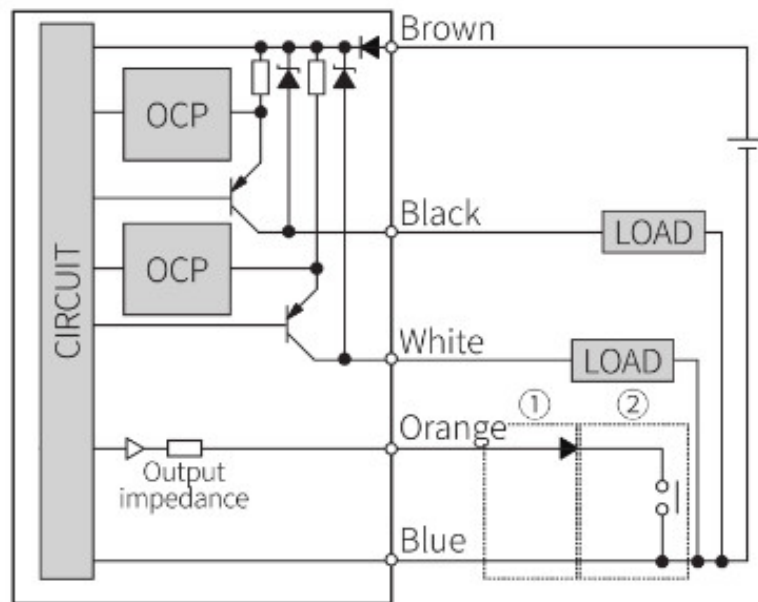 Brown
OCP
Black
LOAD
OCP
CIRCUIT
White
LOAD
① ②
Orange
Output
impedance
Blue